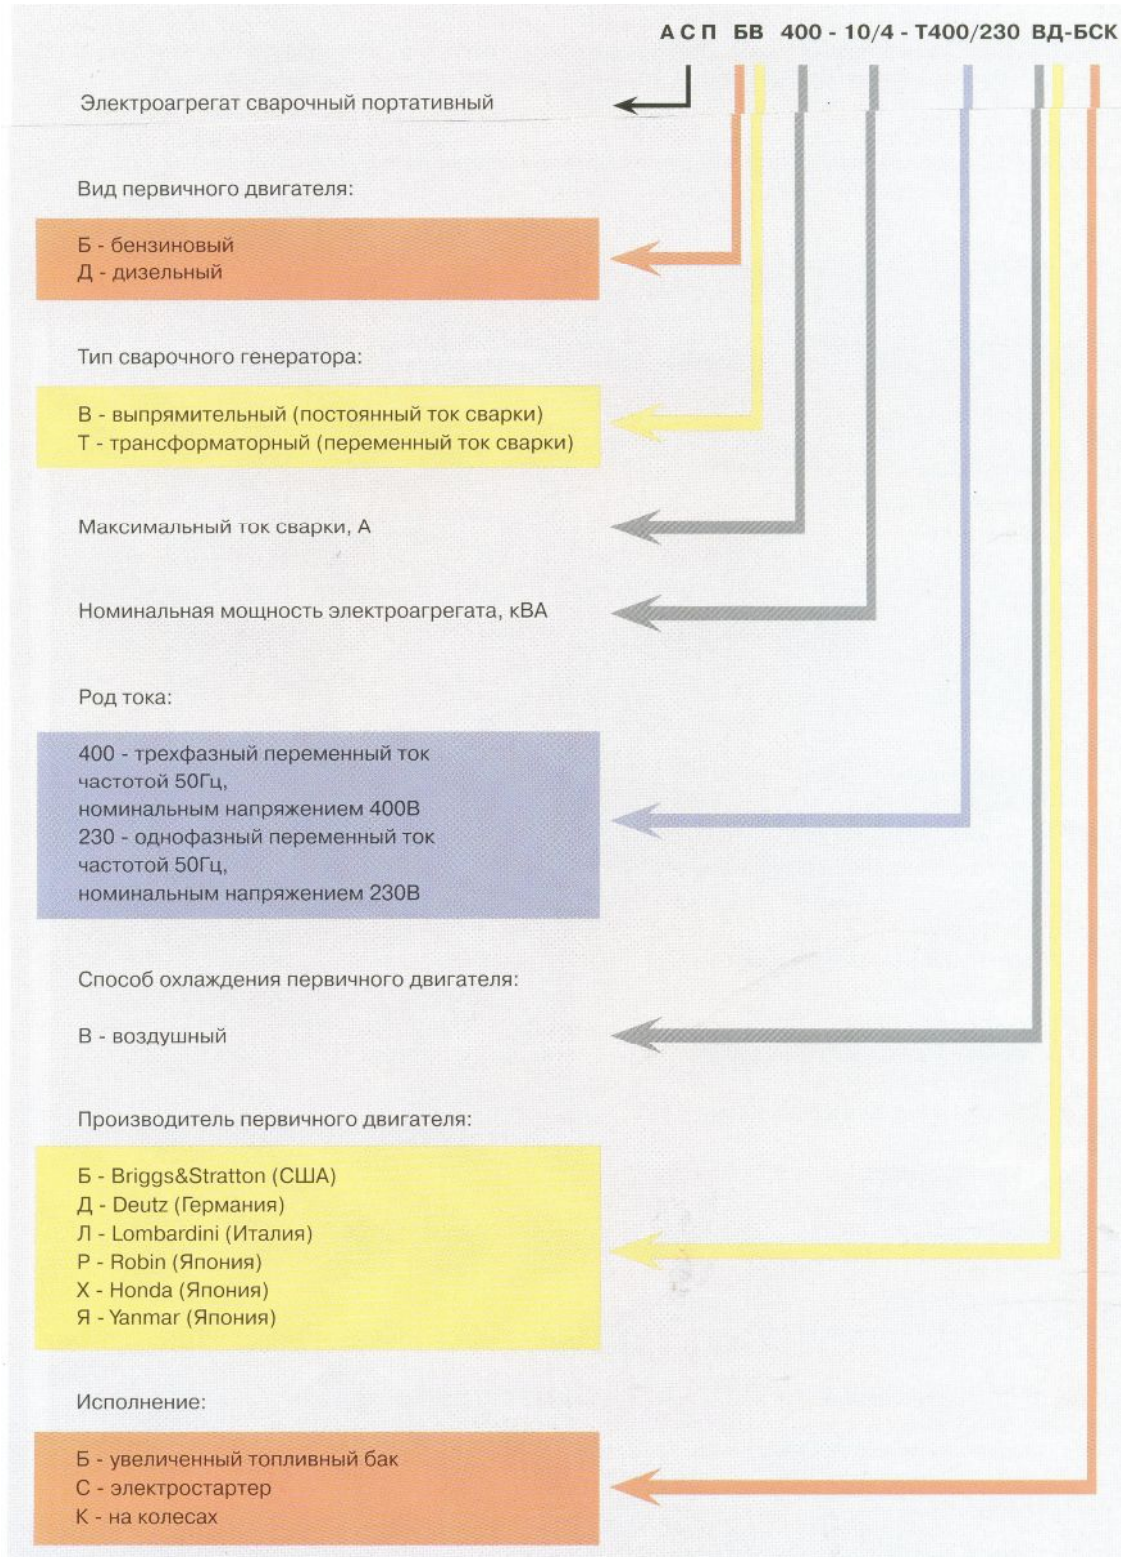 АСП БВ 400 - 10/4 - Т400/230 ВД-БСК
Электроагрегат сварочный портативный
Вид первичного двигателя:
Б - бензиновый
Д - дизельный
Тип сварочного генератора:
В - выпрямительный (постоянный ток сварки)
Т - трансформаторный (переменный ток сварки)
Максимальный ток сварки, А
Номинальная мощность электроагрегата, кВА
Род тока:
400 - трехфазный переменный ток
частотой 50Гц,
номинальным напряжением 400В
230 - однофазный переменный ток
частотой 50Гц,
номинальным напряжением 230В
Способ охлаждения первичного двигателя:
В - воздушный
Производитель первичного двигателя:
Б - Briggs&Stratton (США)
Д - Deutz (Германия)
Л - Lombardini (Италия)
Р - Robin (Япония)
Х - Honda (Япония)
Я - Yanmar (Япония)
Исполнение:
Б - увеличенный топливный бак
С - электростартер
К - на колесах